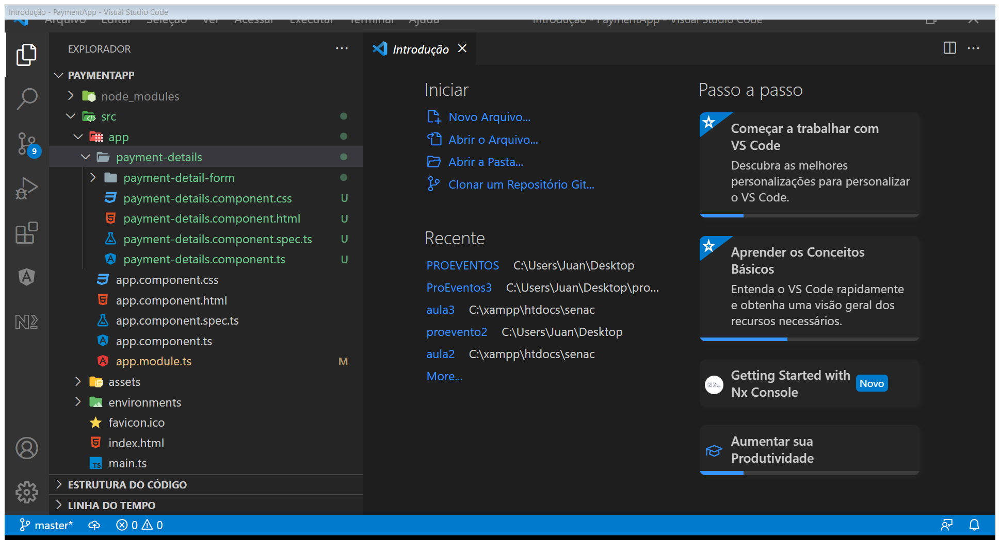 Introdução - PaymentApp - Visual Studio Code
Arquivo Editar Seleção Ver Acessar Executar Terminal Ajuda Introdução - PaymentApp - Visual Studio Code
EXPLORADOR
Introdução
PAYMENTAPP
node_modules
src
app
payment-details
payment-detail-form
payment-details.component.css U
payment-details.component.html U
payment-details.component.spec.ts U
payment-details.component.ts U
app.component.css
app.component.html
app.component.spec.ts
app.component.ts
app.module.ts M
assets
environments
favicon.ico
index.html
TS main.ts
ESTRUTURA DO CÓDIGO
LINHA DO TEMPO
9
Iniciar
Novo Arquivo...
Abrir o Arquivo...
Abrir a Pasta...
Clonar um Repositório Git...
Recente
PROEVENTOS C:\Users\Juan\Desktop
ProEventos3 C:\Users\Juan\Desktop\pro...
aula3 C:\xampp\htdocs\senac
proevento2 C:\Users\Juan\Desktop
aula2 C:\xampp\htdocs\senac
More...
Passo a passo
Começar a trabalhar com
VS Code
Descubra as melhores
personalizações para personalizar
o VS Code.
Aprender os Conceitos
Básicos
Entenda o VS Code rapidamente
e obtenha uma visão geral dos
recursos necessários.
Getting Started with
Nx Console
Novo
Aumentar sua
Produtividade
master* 0 0